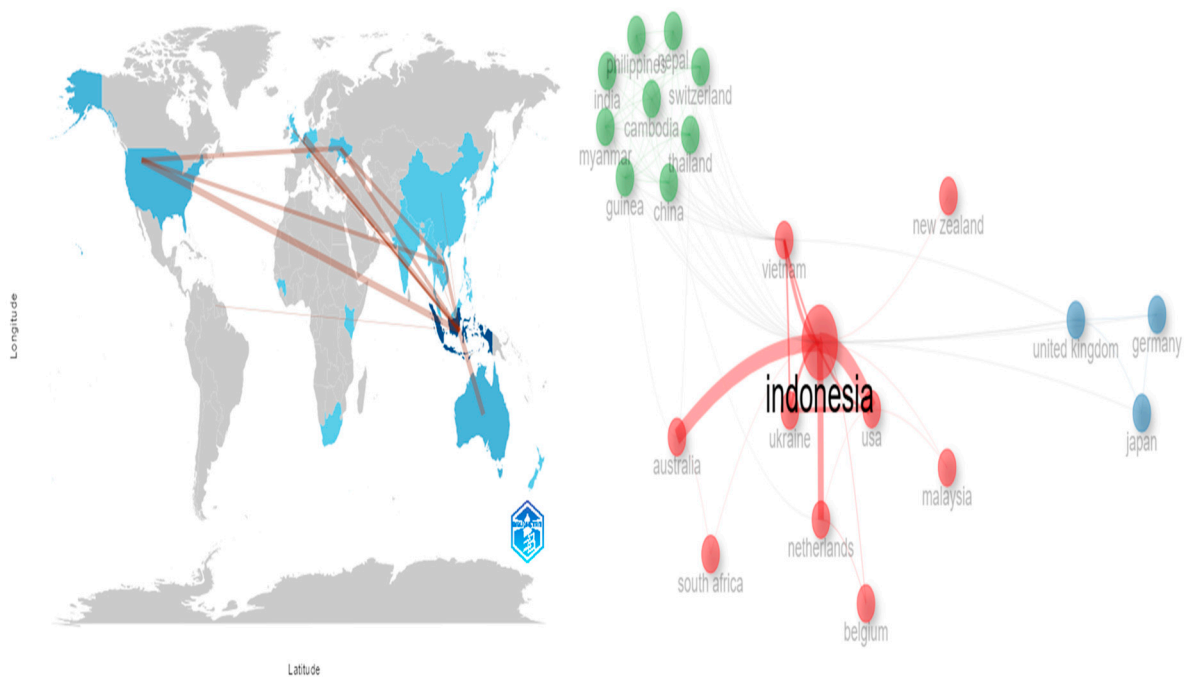 Longitude
Latitude
philippines
nepal
india
switzerland
cambodia
myanmar
thailand
guinea
china
new zealand
vietnam
united kingdom
germany
indonesia
ukraine
usa
japan
australia
malaysia
netherlands
south africa
belgium